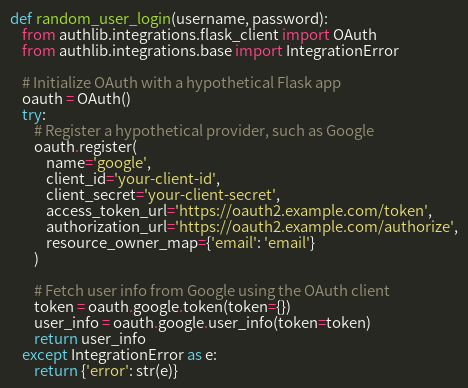 def random_user_login(username, password):
    from authlib.integrations.flask_client import OAuth
    from authlib.integrations.base import IntegrationError

    # Initialize OAuth with a hypothetical Flask app
    oauth = OAuth()
    try:
        # Register a hypothetical provider, such as Google
        oauth.register(
            name='google',
            client_id='your-client-id',
            client_secret='your-client-secret',
            access_token_url='https://oauth2.example.com/token',
            authorization_url='https://oauth2.example.com/authorize',
            resource_owner_map={'email': 'email'}
        )

        # Fetch user info from Google using the OAuth client
        token = oauth.google.token(token={})
        user_info = oauth.google.user_info(token=token)
        return user_info
    except IntegrationError as e:
        return {'error': str(e)}